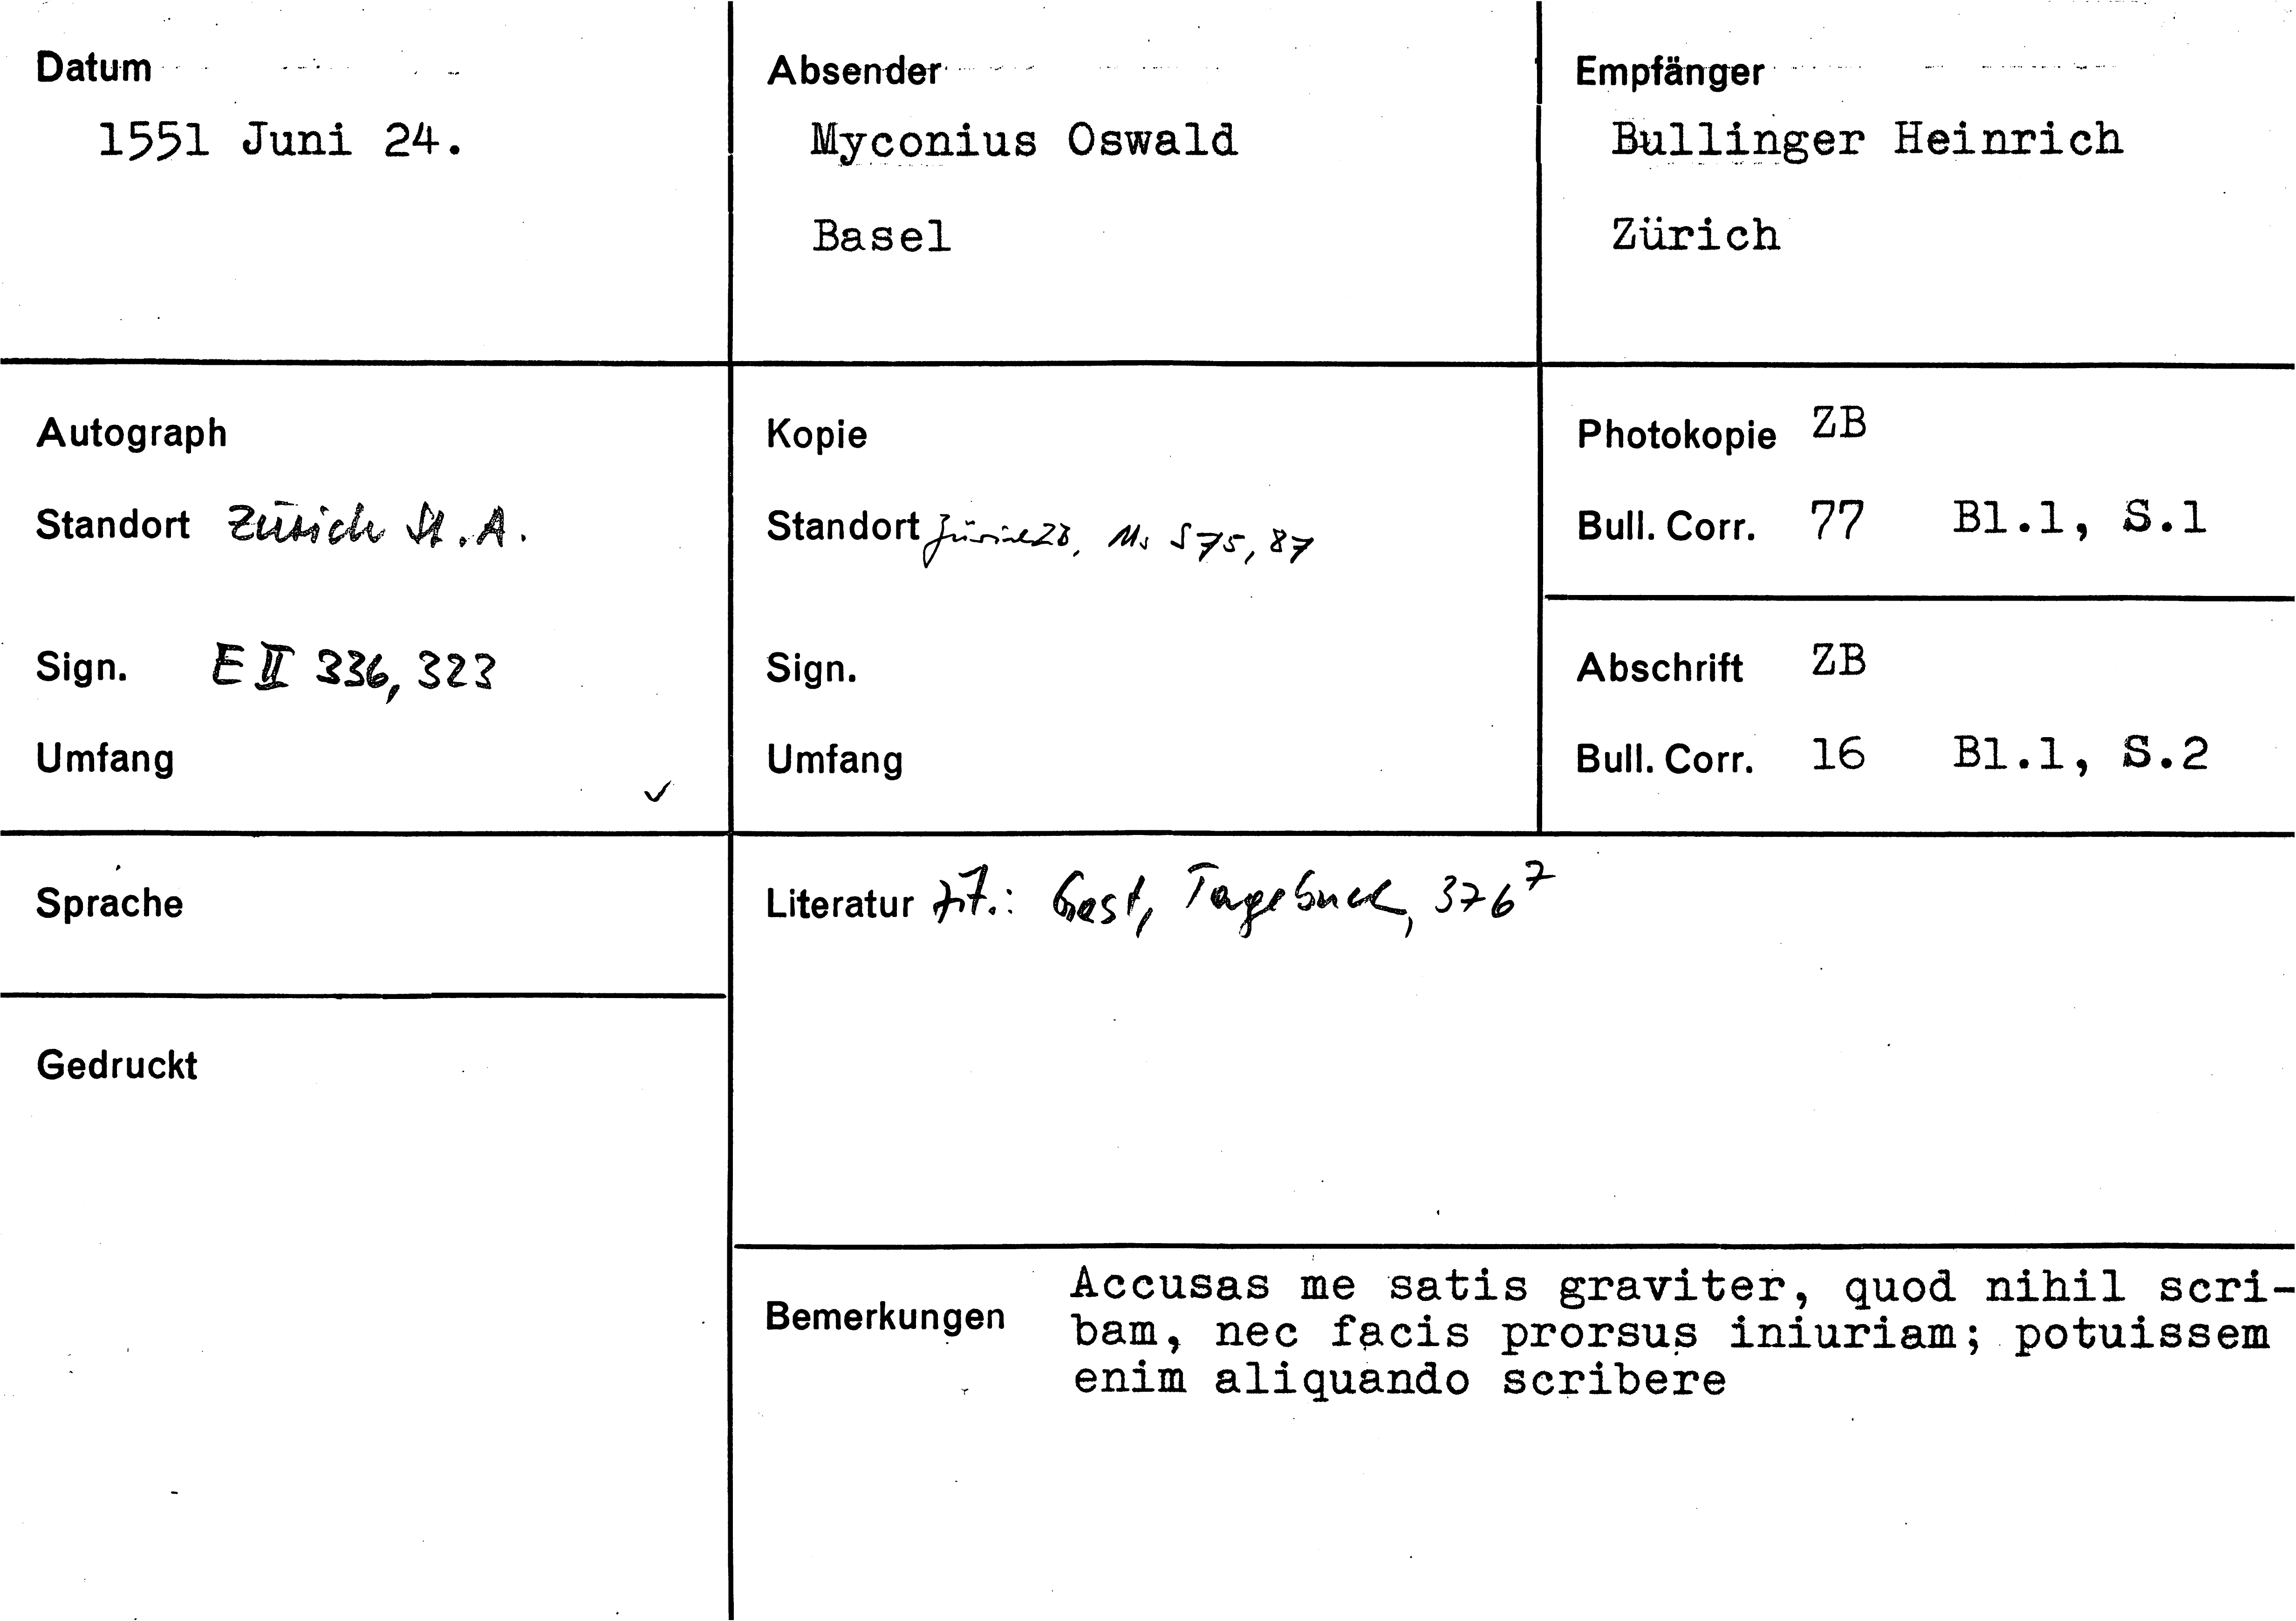 Datum
1551 Juni 24.
Absender
Myconius Oswald
Basel
Empfänger
Bullinger Heinrich
Zürich
Autograph
Standort Zürich St. A.
Sign. E II 336, 323
Umfang
Kopie
Standort Zürich ZB, Ms S 75, 87
Sign.
Umfang
Photokopie ZB
Bull. Corr. 77 Bl.1, S.1
Abschrift ZB
Bull. Corr. 16 Bl.1, S.2
Sprache
Gedruckt
Literatur zit.: Gast, Tagebuch, 376⁷
Bemerkungen
Accusas me satis graviter, quod nihil scri-
bam, nec facis prorsus iniuriam; potuissem
enim aliquando scribere